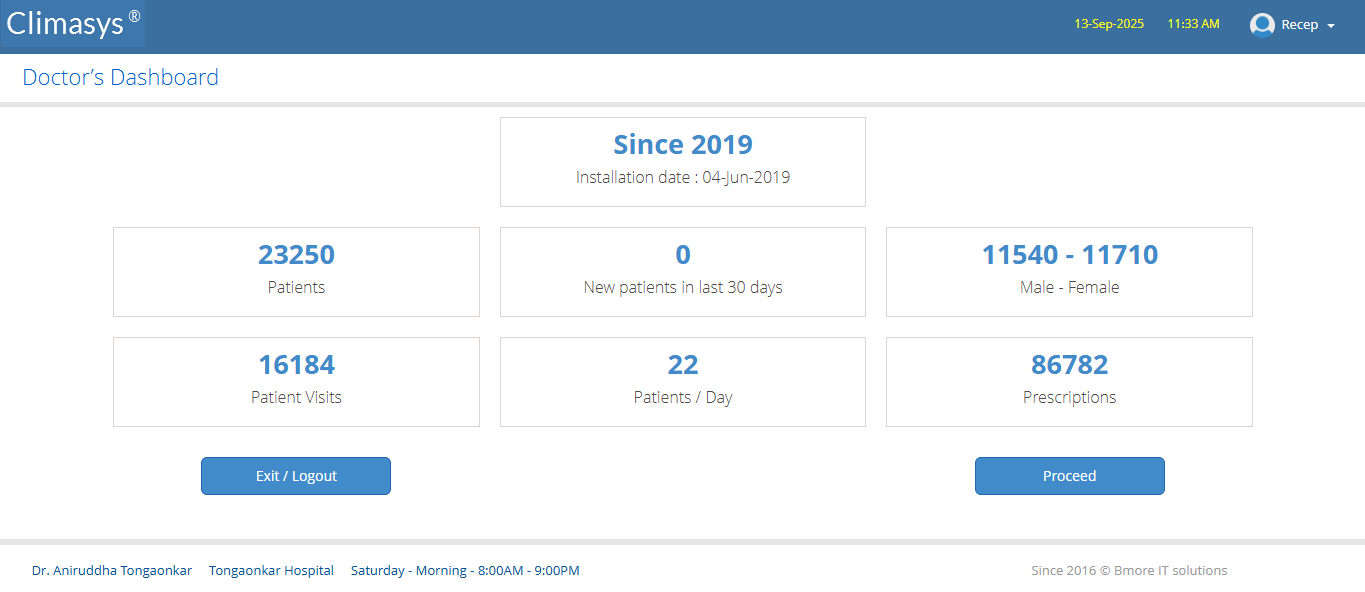 Climasys ®
13-Sep-2025 11:33 AM Recep
Doctor's Dashboard
Since 2019
Installation date : 04-Jun-2019
23250
Patients
0
New patients in last 30 days
11540 - 11710
Male - Female
16184
Patient Visits
22
Patients / Day
86782
Prescriptions
Exit / Logout
Proceed
Dr. Aniruddha Tongaonkar Tongaonkar Hospital Saturday - Morning - 8:00AM - 9:00PM
Since 2016 © Bmore IT solutions